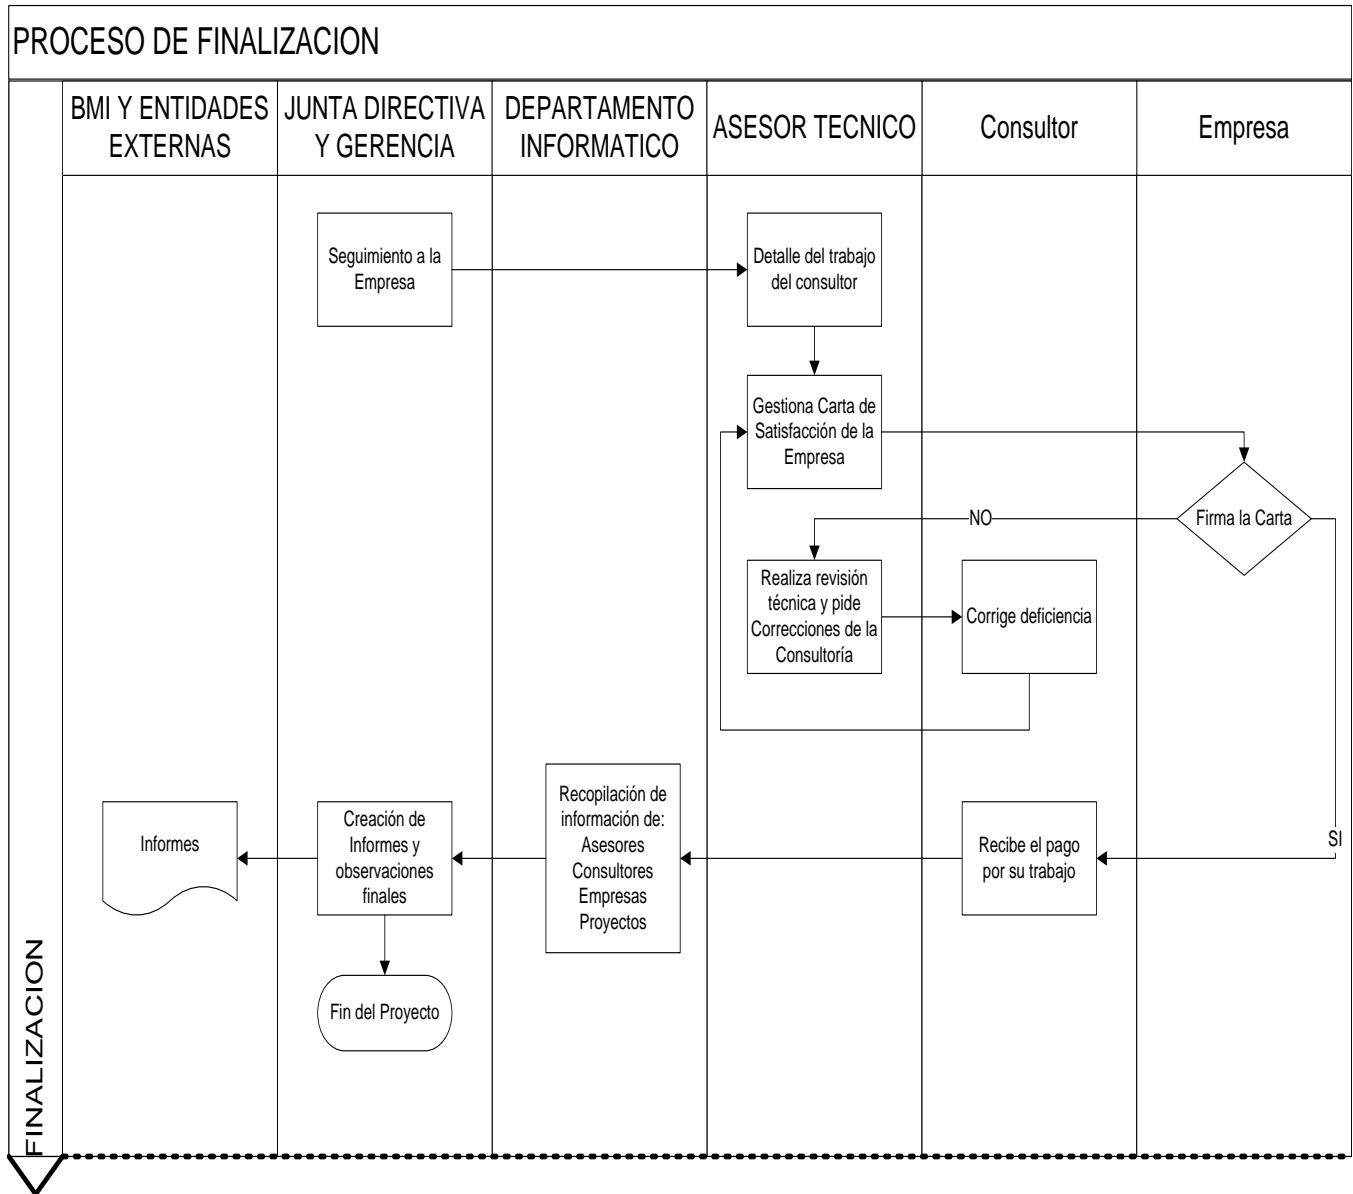 PROCESO DE FINALIZACION
BMI Y ENTIDADES
EXTERNAS
JUNTA DIRECTIVA
Y GERENCIA
DEPARTAMENTO
INFORMATICO
ASESOR TECNICO
Consultor
Empresa
Seguimiento a la
Empresa
Detalle del trabajo
del consultor
Gestiona Carta de
Satisfacción de la
Empresa
Firma la Carta
NO
Realiza revisión
técnica y pide
Correcciones de la
Consultoría
Corrige deficiencia
SI
Recibe el pago
por su trabajo
Recopilación de
información de:
Asesores
Consultores
Empresas
Proyectos
Creación de
Informes y
observaciones
finales
Informes
Fin del Proyecto
FINALIZACION